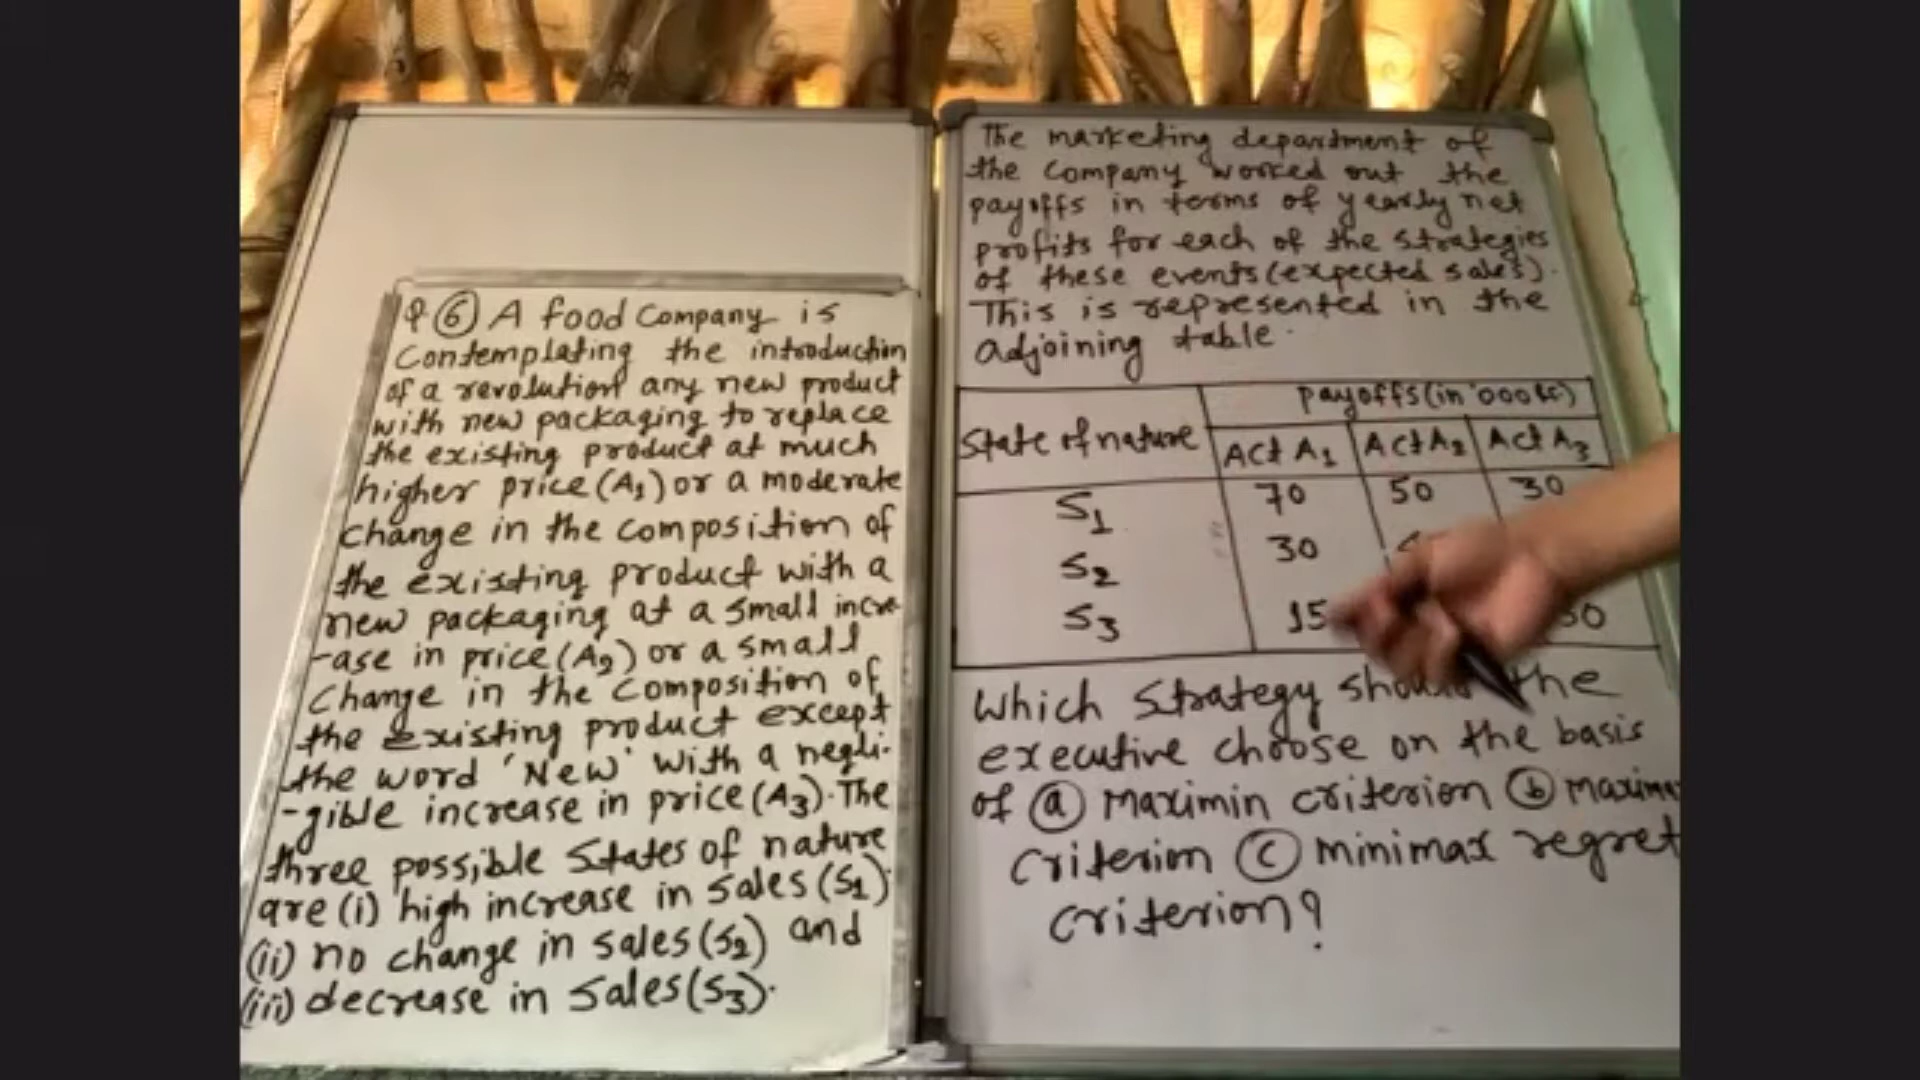 Q ⑥ A food Company is
Contemplating the introduction
of a revolution any new product
with new packaging to replace
the existing product at much
higher price (A1) or a moderate
change in the composition of
the existing product with a
new packaging at a small incre
-ase in price (A2) or a small
Change in the Composition of
the existing product except
the word 'New' With a negli-
-gible increase in price (A3). The
three possible States of nature
are (i) high increase in sales (S1)
(ii) no change in sales (S2) and
(iii) decrease in sales (S3).
The marketing department of
the Company worked out the
payoffs in terms of yearly net
profits for each of the strategies
of these events (expected sales).
This is represented in the
adjoining table.
State of nature payoffs (in '000 Rs)
Act A1 Act A2 Act A3
S1 70 50 30
S2 30
S3 15
Which Strategy should the
executive choose on the basis
of ⓐ Maximin criterion ⓑ
criterion ⓒ minimax regret
criterion?